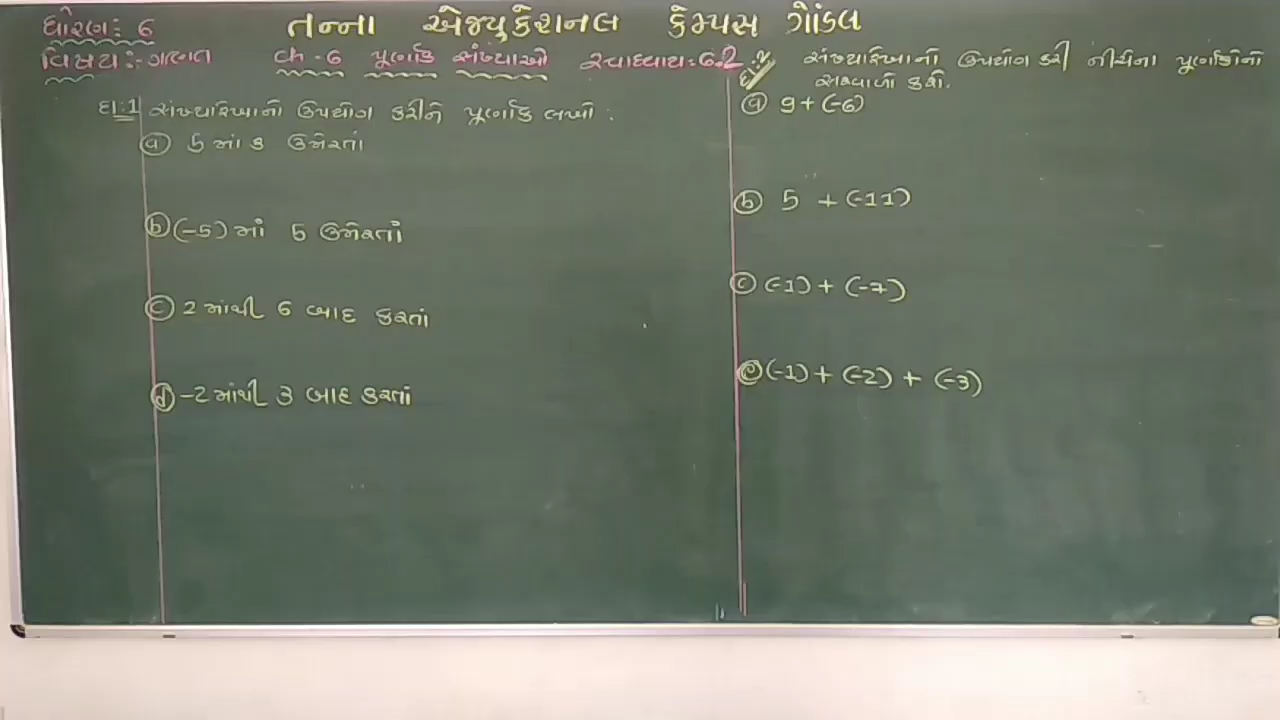 ધોરણ: 6
તન્ના એજ્યુકેશનલ કેમ્પસ ગોંડલ
વિષય:- ગણિત ch-6 પૂર્ણાંક સંખ્યાઓ સ્વાધ્યાય:6.2
દા:1 સંખ્યારેખાનો ઉપયોગ કરીને પૂર્ણાંક લખો :
(a) 5 માં 3 ઉમેરતાં
(b) (-5) માં 5 ઉમેરતાં
(c) 2 માંથી 6 બાદ કરતાં
(d) -2 માંથી 3 બાદ કરતાં
સંખ્યારેખાનો ઉપયોગ કરી નીચેના પૂર્ણાંકોનો
સરવાળો કરો.
(a) 9 + (-6)
(b) 5 + (-11)
(c) (-1) + (-7)
(e) (-1) + (-2) + (-3)